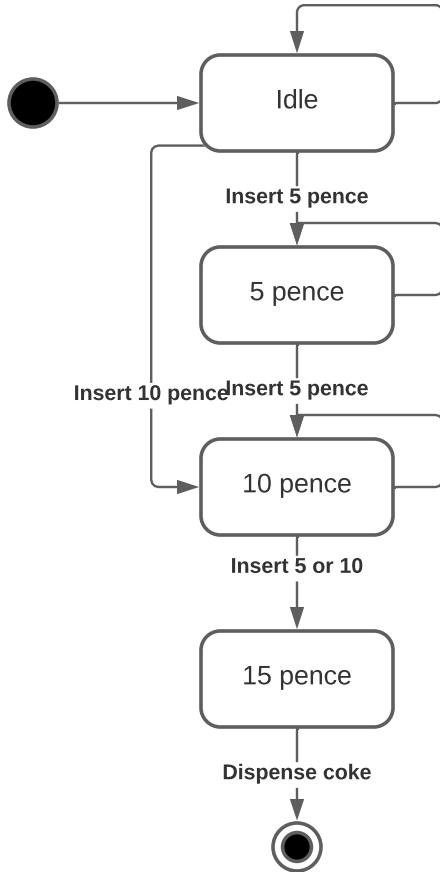 Idle
Insert 5 pence
5 pence
Insert 10 pence
Insert 5 pence
10 pence
Insert 5 or 10
15 pence
Dispense coke